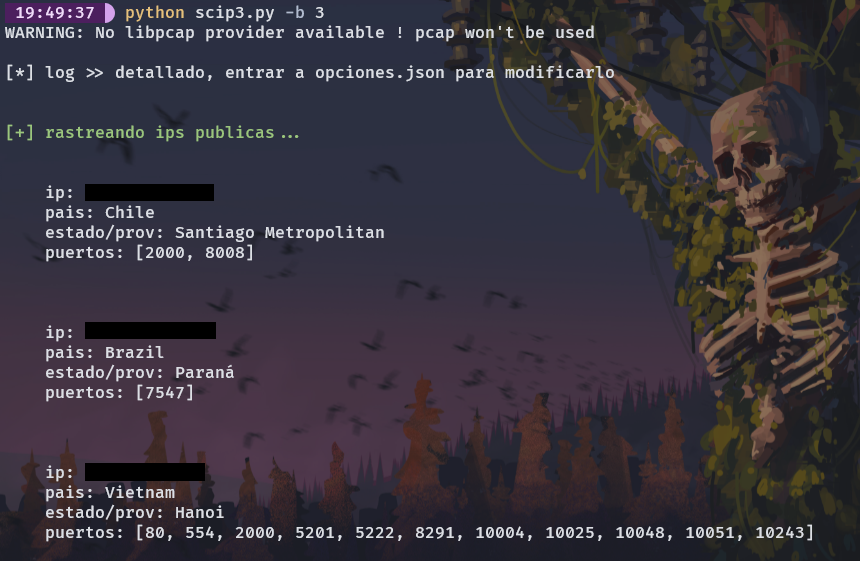 19:49:37 python scip3.py -b 3
WARNING: No libpcap provider available ! pcap won't be used
[*] log >> detallado, entrar a opciones.json para modificarlo
[+] rastreando ips publicas...
ip:
pais: Chile
estado/prov: Santiago Metropolitan
puertos: [2000, 8008]
ip:
pais: Brazil
estado/prov: Paraná
puertos: [7547]
ip:
pais: Vietnam
estado/prov: Hanoi
puertos: [80, 554, 2000, 5201, 5222, 8291, 10004, 10025, 10048, 10051, 10243]